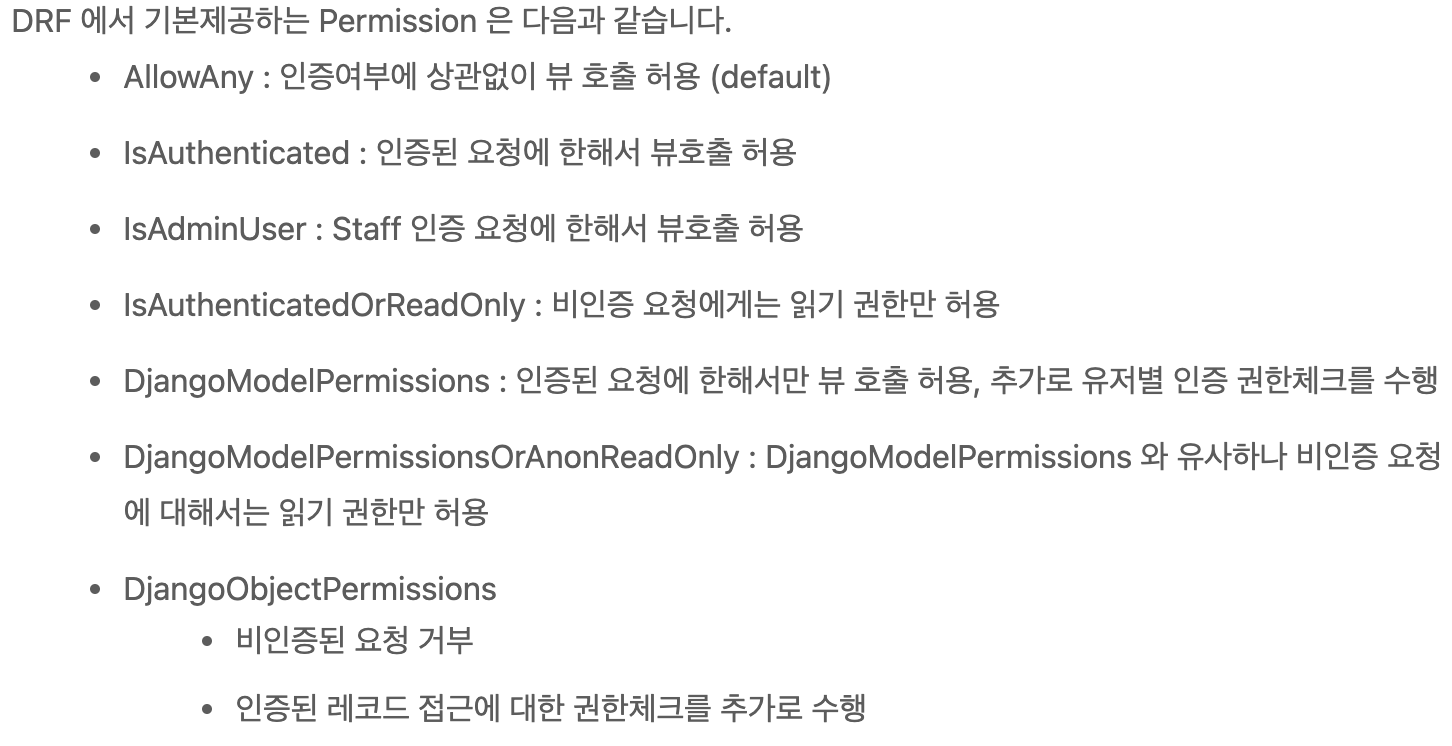 DRF 에서 기본제공하는 Permission 은 다음과 같습니다.
• AllowAny : 인증여부에 상관없이 뷰 호출 허용 (default)
• IsAuthenticated : 인증된 요청에 한해서 뷰호출 허용
• IsAdminUser : Staff 인증 요청에 한해서 뷰호출 허용
• IsAuthenticatedOrReadOnly : 비인증 요청에게는 읽기 권한만 허용
• DjangoModelPermissions : 인증된 요청에 한해서만 뷰 호출 허용, 추가로 유저별 인증 권한체크를 수행
• DjangoModelPermissionsOrAnonReadOnly : DjangoModelPermissions 와 유사하나 비인증 요청
에 대해서는 읽기 권한만 허용
• DjangoObjectPermissions
• 비인증된 요청 거부
• 인증된 레코드 접근에 대한 권한체크를 추가로 수행